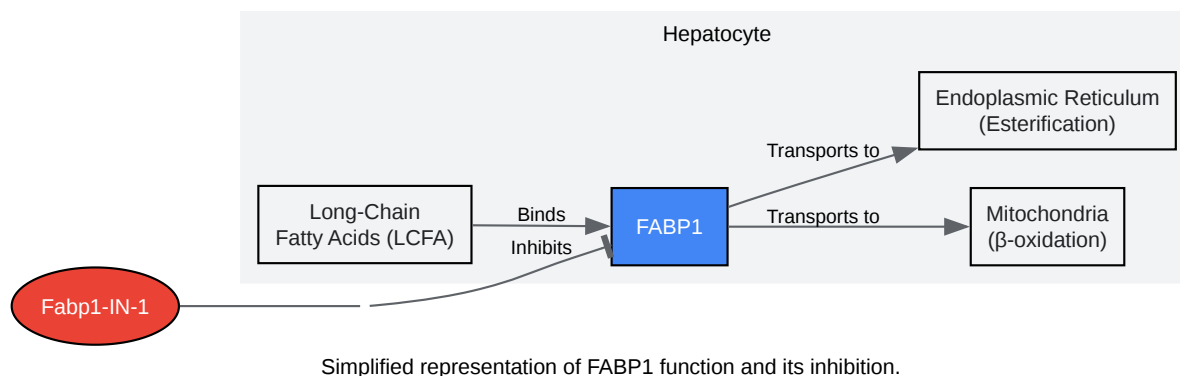 Hepatocyte
Endoplasmic Reticulum
(Esterification)
Transports to
Long-Chain
Fatty Acids (LCFA)
Binds
FABP1
Transports to
Mitochondria
(β-oxidation)
Inhibits
Fabp1-IN-1
Simplified representation of FABP1 function and its inhibition.